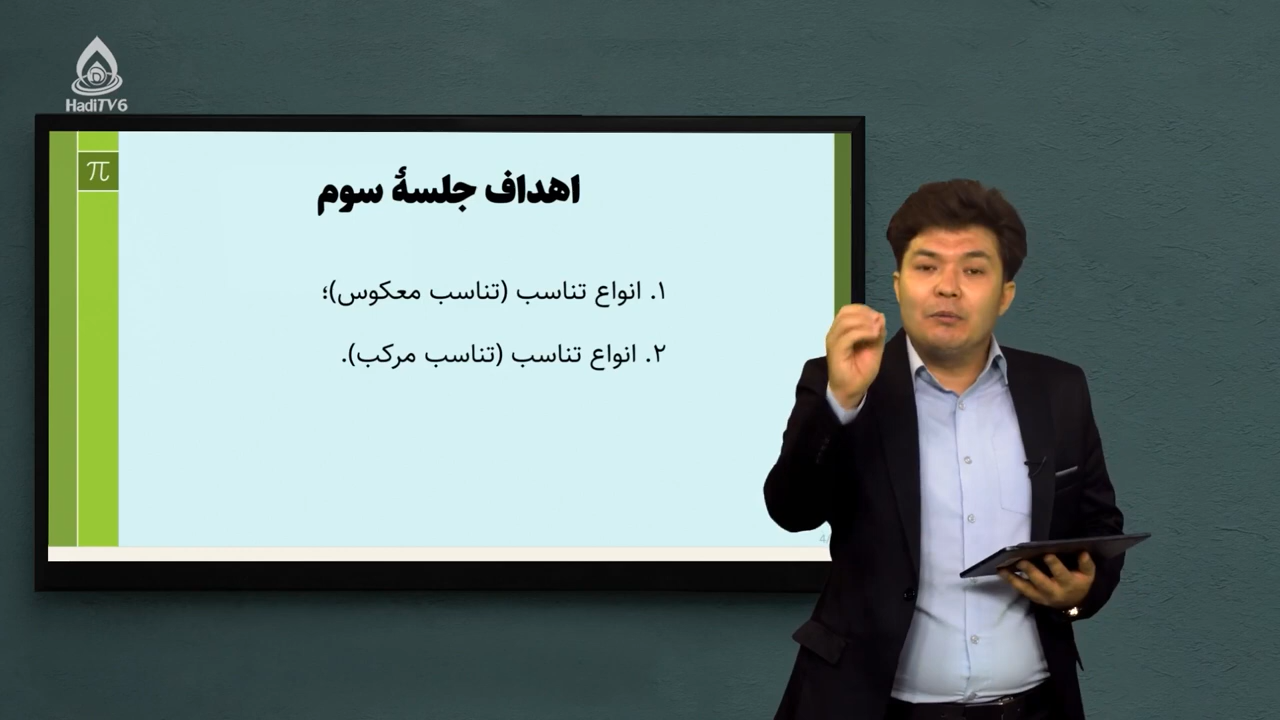 HadiTV6
π
اهداف جلسهٔ سوم
۱. انواع تناسب (تناسب معکوس)؛
۲. انواع تناسب (تناسب مرکب).